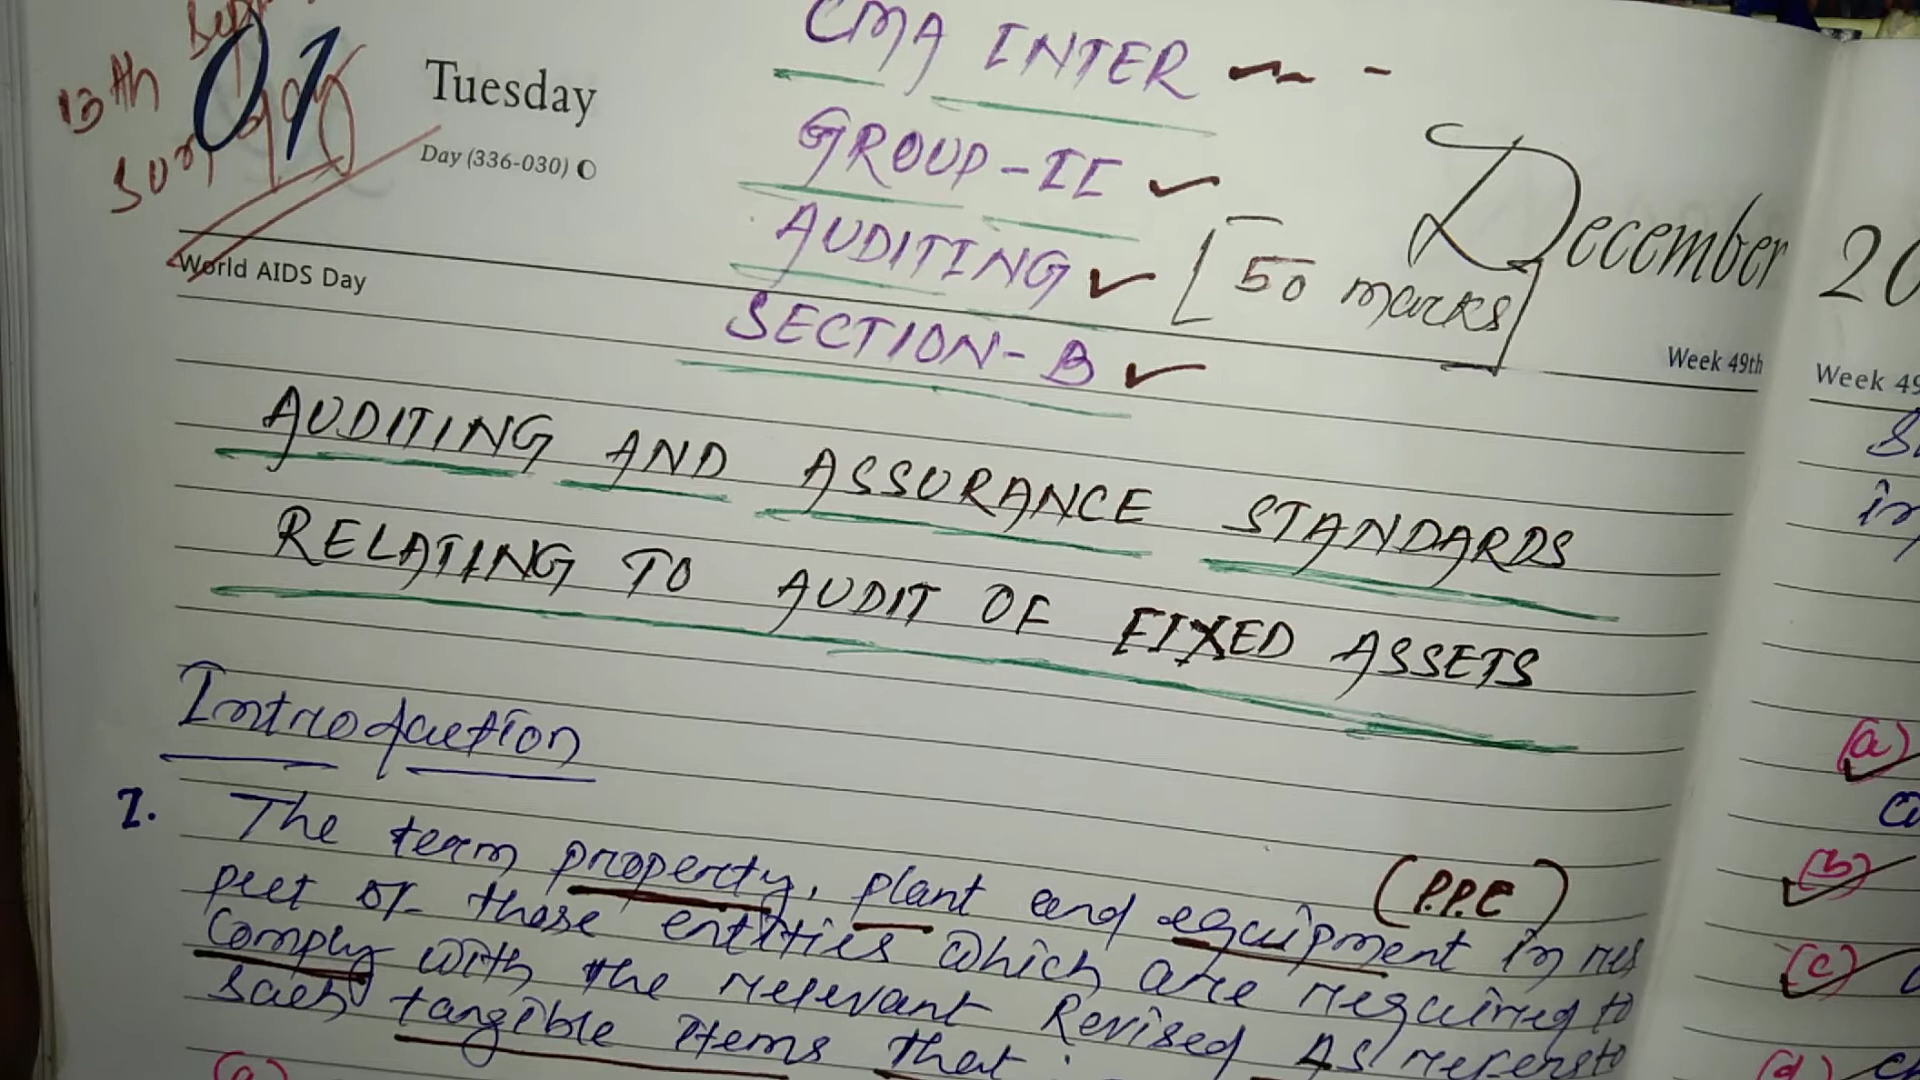 13th
01
Tuesday
Day (336-030)
World AIDS Day
CMA INTER
GROUP-II
AUDITING [50 marks]
SECTION-B
December 20
Week 49th
AUDITING AND ASSURANCE STANDARDS
RELATING TO AUDIT OF FIXED ASSETS
Introduction
1. The term property, plant and equipment in res
(P.P.E)
pect of those entities which are required to
comply with the relevant Revised AS refers to
such tangible items that
(a)
Week 49
(a)
(b)
(c)
(d)